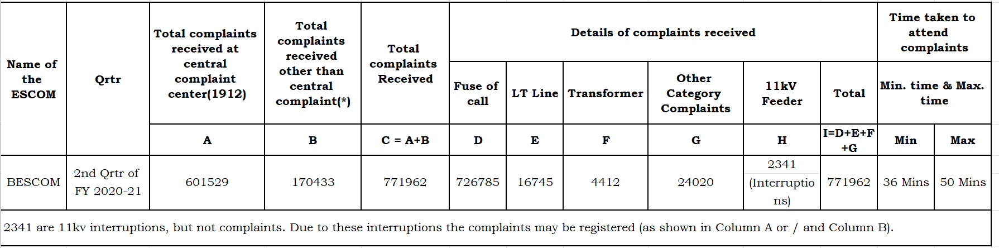 Name of
the
ESCOM
Qrtr
Total complaints
received at
central
complaint
center(1912)
Total
complaints
received
other than
central
complaint(*)
Total
complaints
Received
Details of complaints received
Time taken to
attend
complaints
Fuse of
call
LT Line
Transformer
Other
Category
Complaints
11kV
Feeder
Total
Min. time & Max.
time
A
B
C = A+B
D
E
F
G
H
I=D+E+F
+G
Min
Max
BESCOM
2nd Qrtr of
FY 2020-21
601529
170433
771962
726785
16745
4412
24020
2341
(Interruptio
ns)
771962
36 Mins
50 Mins
2341 are 11kv interruptions, but not complaints. Due to these interruptions the complaints may be registered (as shown in Column A or / and Column B).